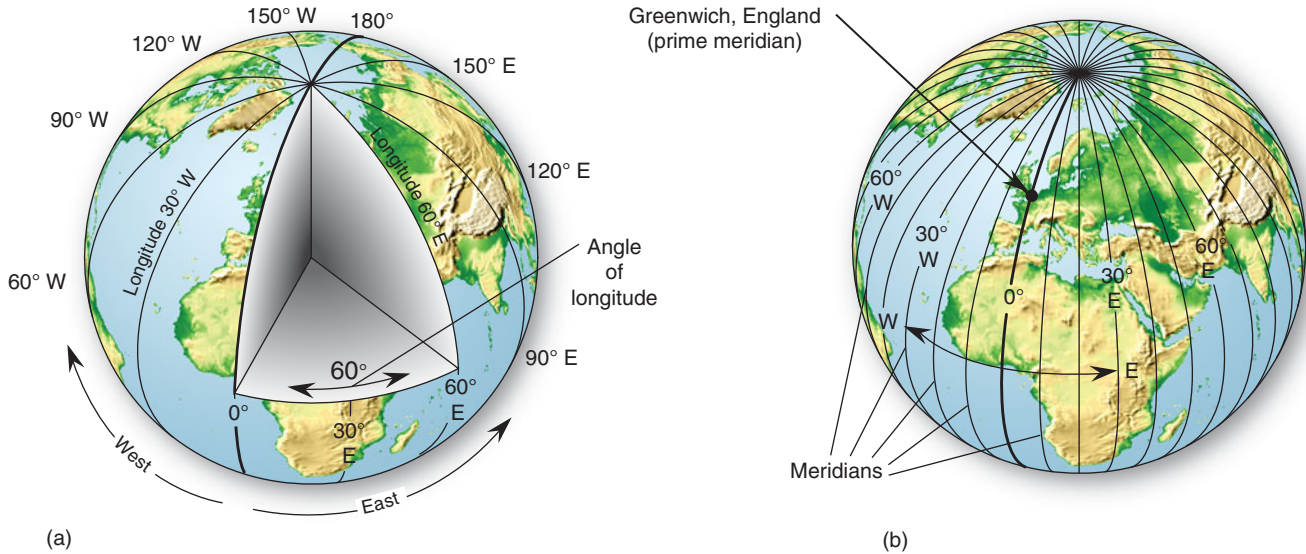 150° W
180°
120° W
150° E
90° W
120° E
60° W
90° E
Longitude 30° W
Longitude 60° E
Angle
of
longitude
60°
0°
30°
E
60°
E
West
East
(a)
Greenwich, England
(prime meridian)
60°
W
30°
W
0°
30°
E
60°
E
W
E
Meridians
(b)